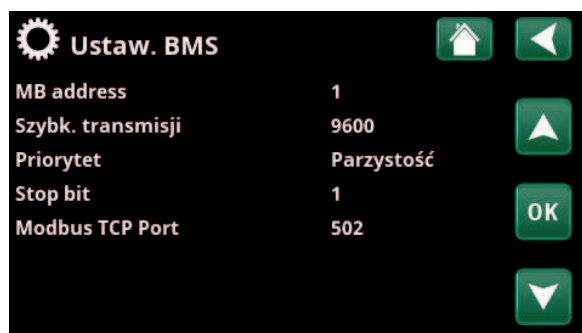 Ustaw. BMS
MB address 1
Szybk. transmisji 9600
Priorytet Parzystość
Stop bit 1
Modbus TCP Port 502
OK